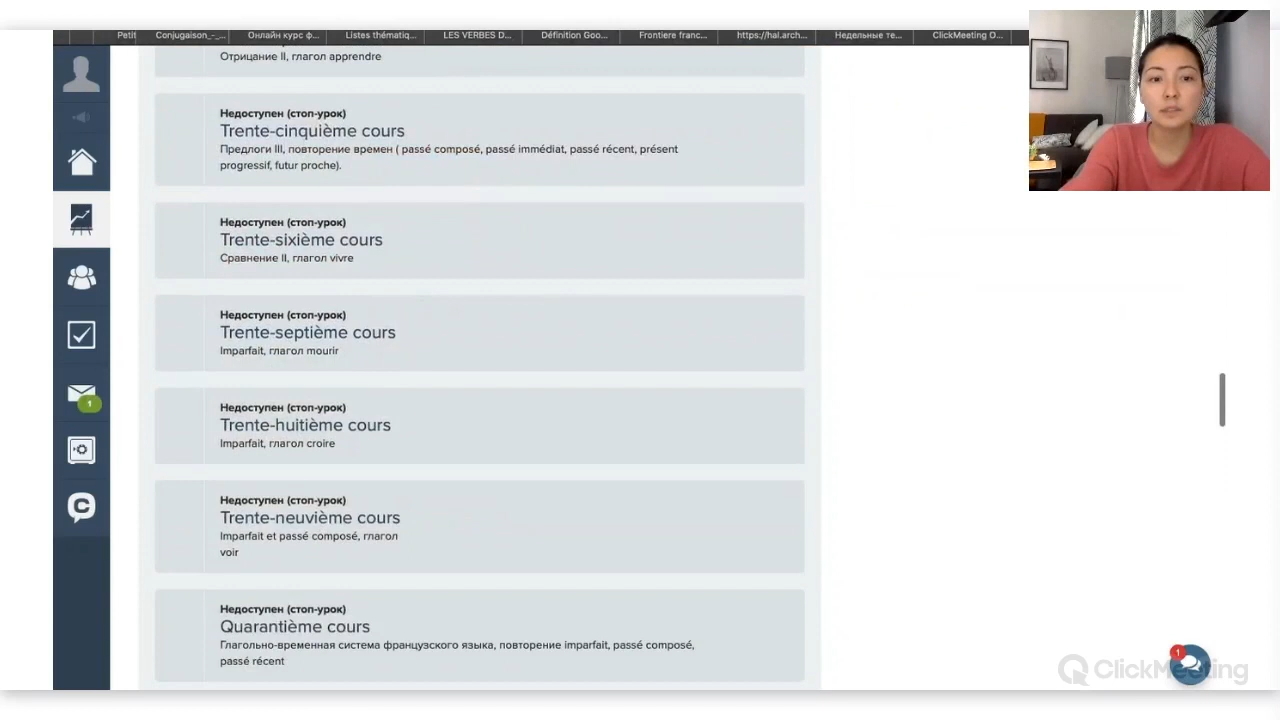 Petit Conjugaison_-_... Онлайн курс ф... Listes thématiq... LES VERBES D... Définition Goo... Frontiere franc... https://hal.arch... Недельные те... ClickMeeting O...
Отрицание II, глагол apprendre
Недоступен (стоп-урок)
Trente-cinquième cours
Предлоги III, повторение времен ( passé composé, passé immédiat, passé récent, présent
progressif, futur proche).
Недоступен (стоп-урок)
Trente-sixième cours
Сравнение II, глагол vivre
Недоступен (стоп-урок)
Trente-septième cours
Imparfait, глагол mourir
Недоступен (стоп-урок)
Trente-huitième cours
Imparfait, глагол croire
Недоступен (стоп-урок)
Trente-neuvième cours
Imparfait et passé composé, глагол
voir
Недоступен (стоп-урок)
Quarantième cours
Глагольно-временная система французского языка, повторение imparfait, passé composé,
passé récent
1
1
ClickMeeting